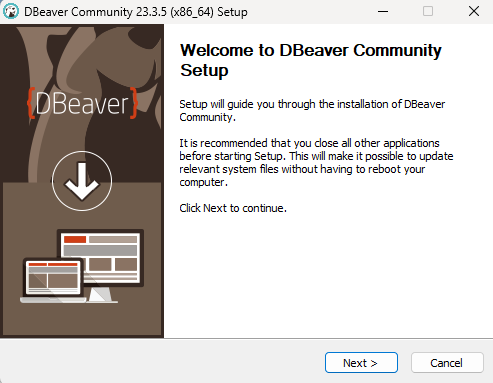 DBeaver Community 23.3.5 (x86_64) Setup
{DBeaver}
Welcome to DBeaver Community
Setup
Setup will guide you through the installation of DBeaver
Community.
It is recommended that you close all other applications
before starting Setup. This will make it possible to update
relevant system files without having to reboot your
computer.
Click Next to continue.
Next >
Cancel